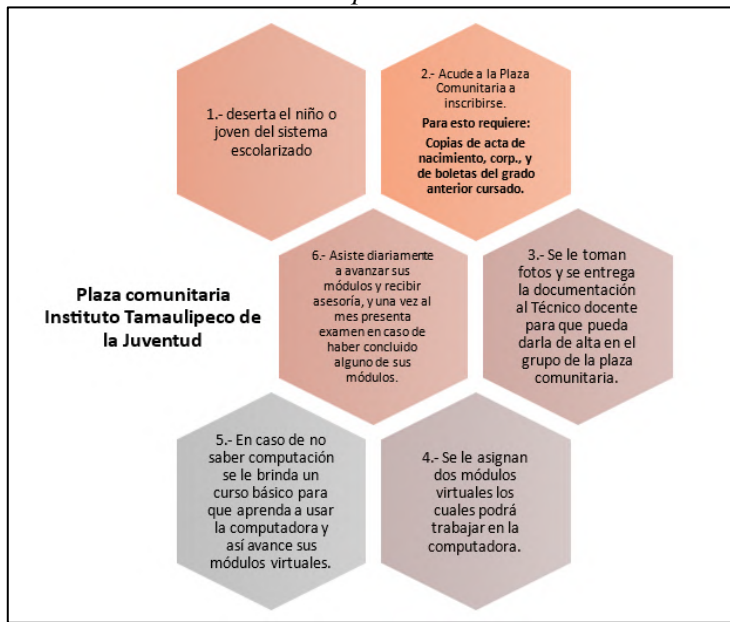 1.- deserta el niño o
joven del sistema
escolarizado
2.- Acude a la Plaza
Comunitaria a
inscribirse.
Para esto requiere:
Copias de acta de
nacimiento, corp., y
de boletas del grado
anterior cursado.
Plaza comunitaria
Instituto Tamaulipeco de
la Juventud
3.- Se le toman
fotos y se entrega
la documentación
al Técnico docente
para que pueda
darla de alta en el
grupo de la plaza
comunitaria.
4.- Se le asignan
dos módulos
virtuales los
cuales podrá
trabajar en la
computadora.
5.- En caso de no
saber computación
se le brinda un
curso básico para
que aprenda a usar
la computadora y
así avance sus
módulos virtuales.
6.- Asiste diariamente
a avanzar sus
módulos y recibir
asesoría, y una vez al
mes presenta
examen en caso de
haber concluido
alguno de sus
módulos.